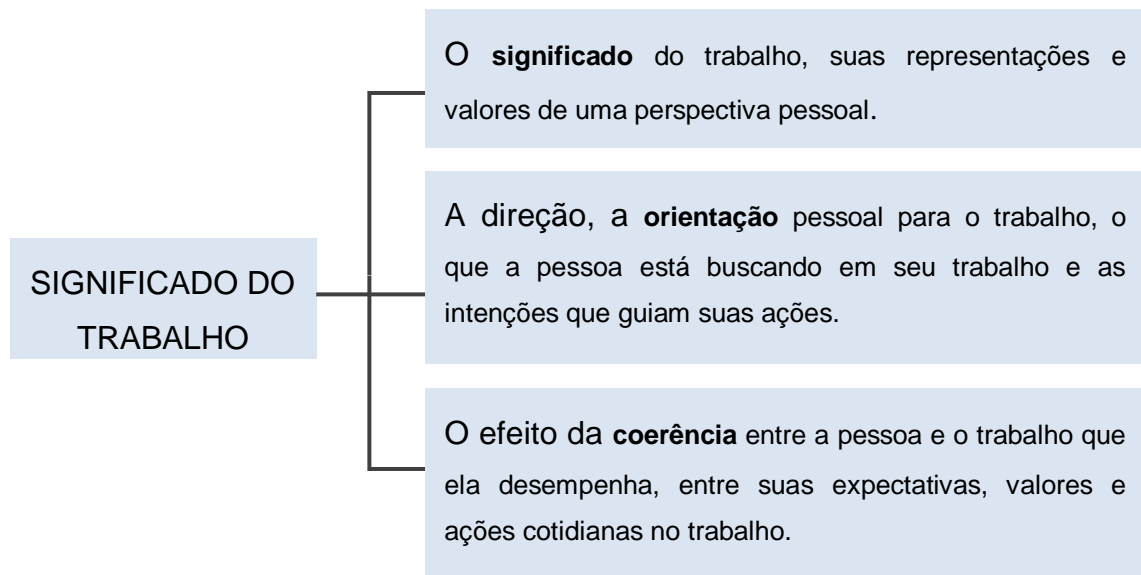 O significado do trabalho, suas representações e
valores de uma perspectiva pessoal.
A direção, a orientação pessoal para o trabalho, o
que a pessoa está buscando em seu trabalho e as
intenções que guiam suas ações.
SIGNIFICADO DO
TRABALHO
O efeito da coerência entre a pessoa e o trabalho que
ela desempenha, entre suas expectativas, valores e
ações cotidianas no trabalho.